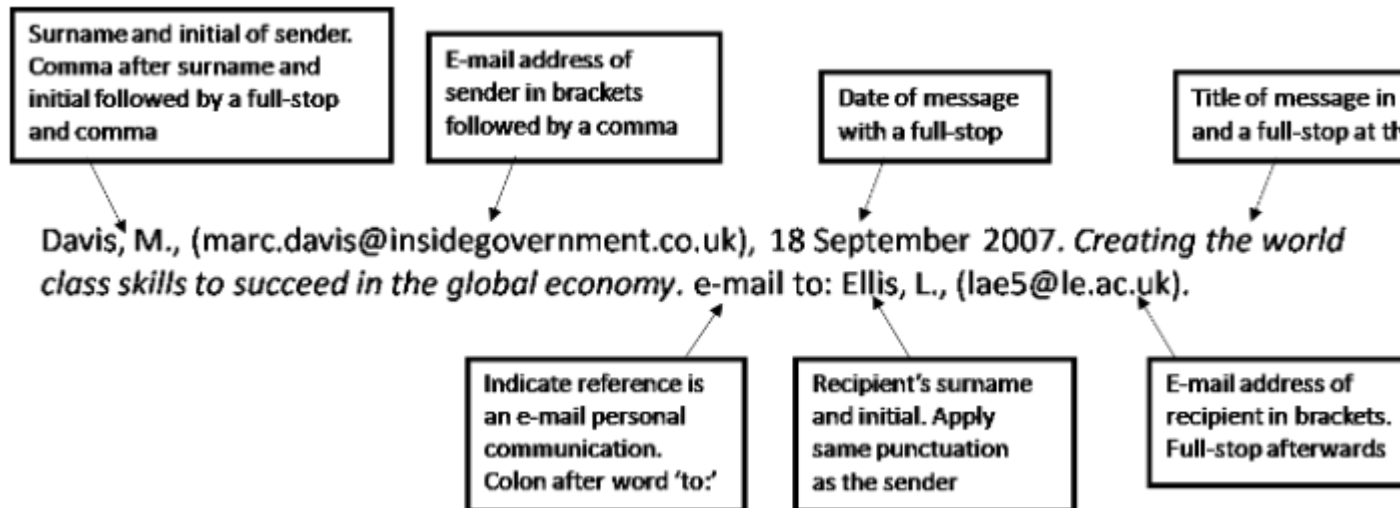 Surname and initial of sender.
Comma after surname and
initial followed by a full-stop
and comma
E-mail address of
sender in brackets
followed by a comma
Date of message
with a full-stop
Title of message in
and a full-stop at
Davis, M., (marc.davis@insidegovernment.co.uk), 18 September 2007. Creating the world
class skills to succeed in the global economy. e-mail to: Ellis, L., (lae5@le.ac.uk).
Indicate reference is
an e-mail personal
communication.
Colon after word 'to:'
Recipient's surname
and initial. Apply
same punctuation
as the sender
E-mail address of
recipient in brackets.
Full-stop afterwards